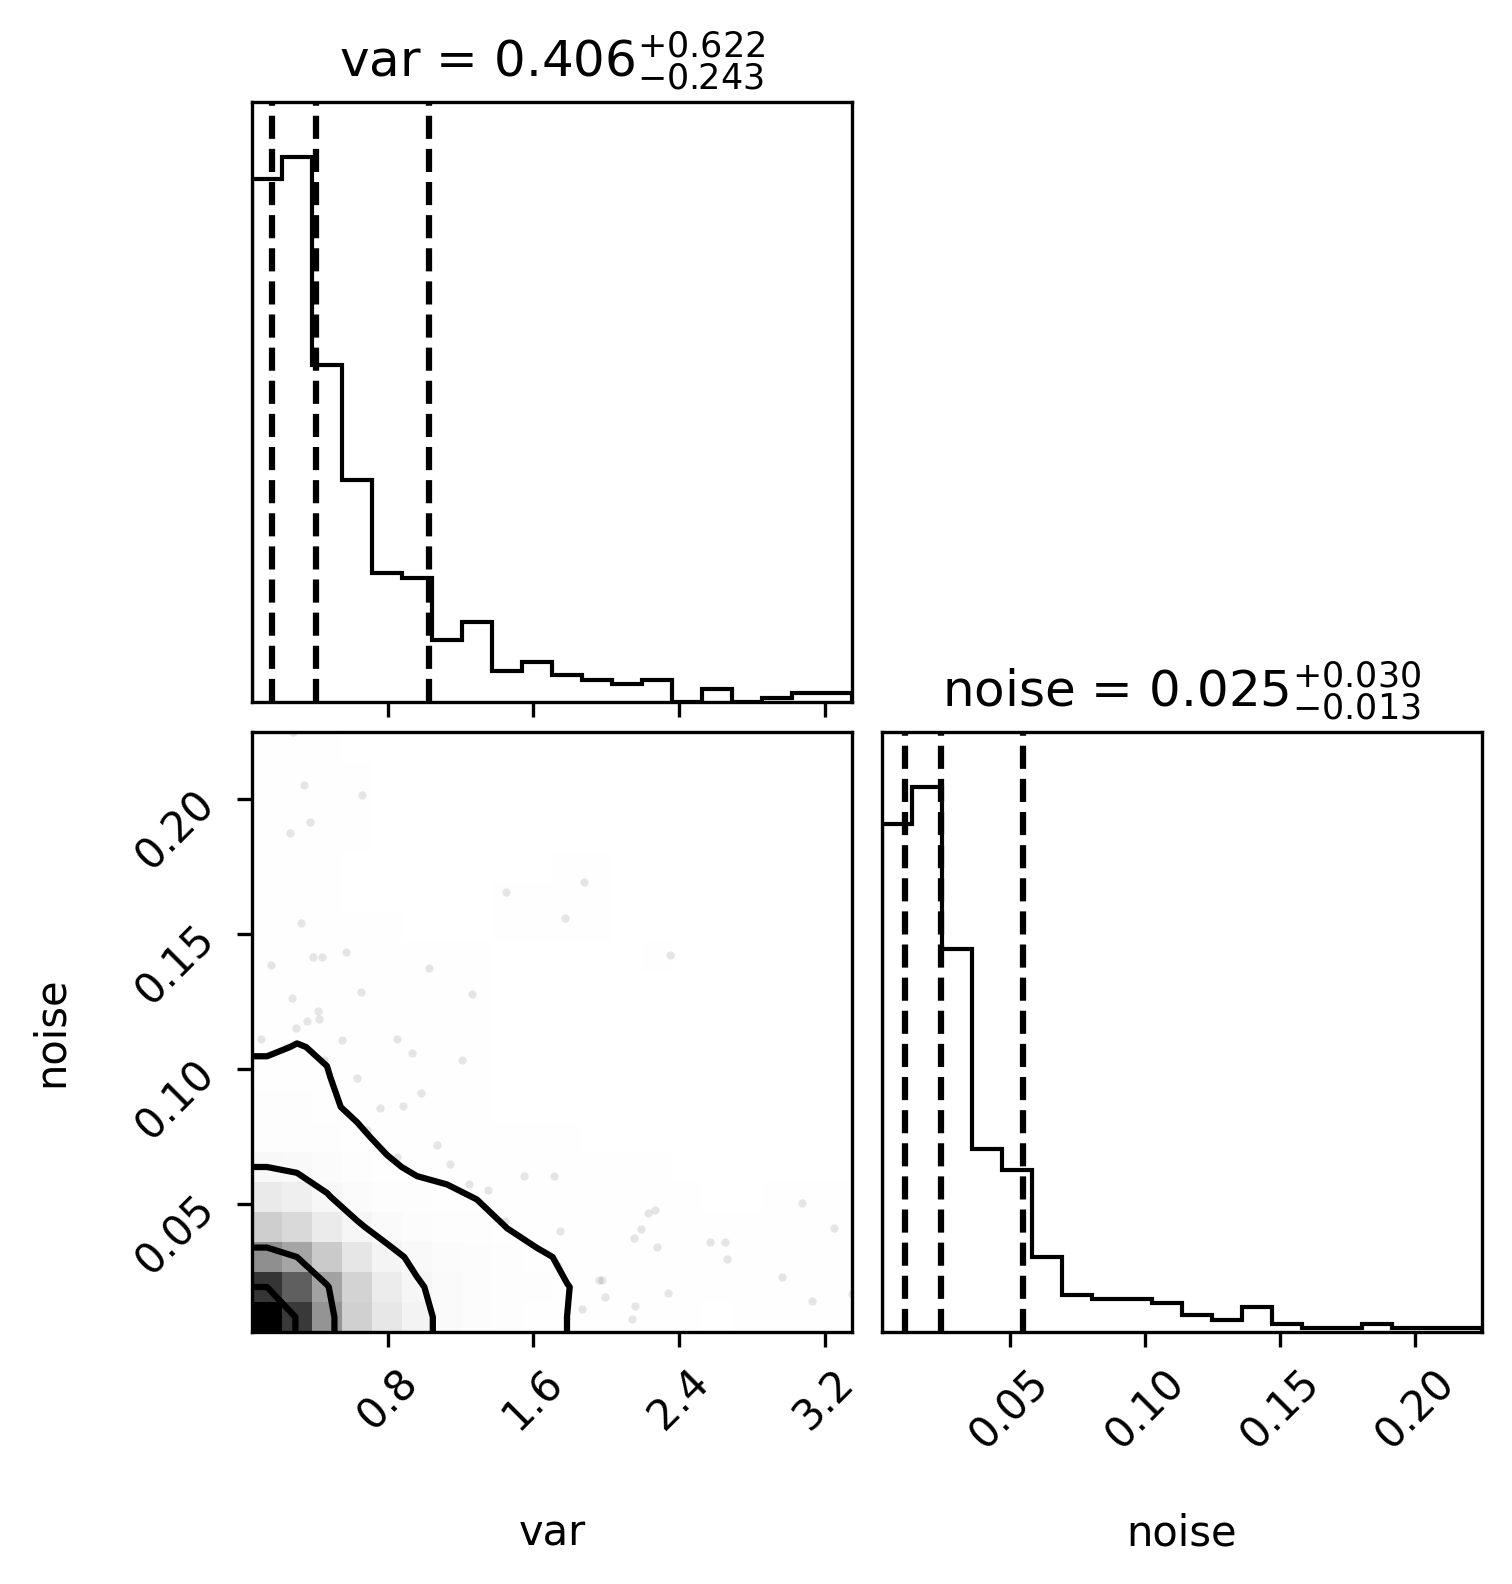 var = 0.406+0.622−0.243
noise = 0.025+0.030−0.013
noise
0.20
0.15
0.10
0.05
0.8 1.6 2.4 3.2
0.05 0.10 0.15 0.20
var
noise